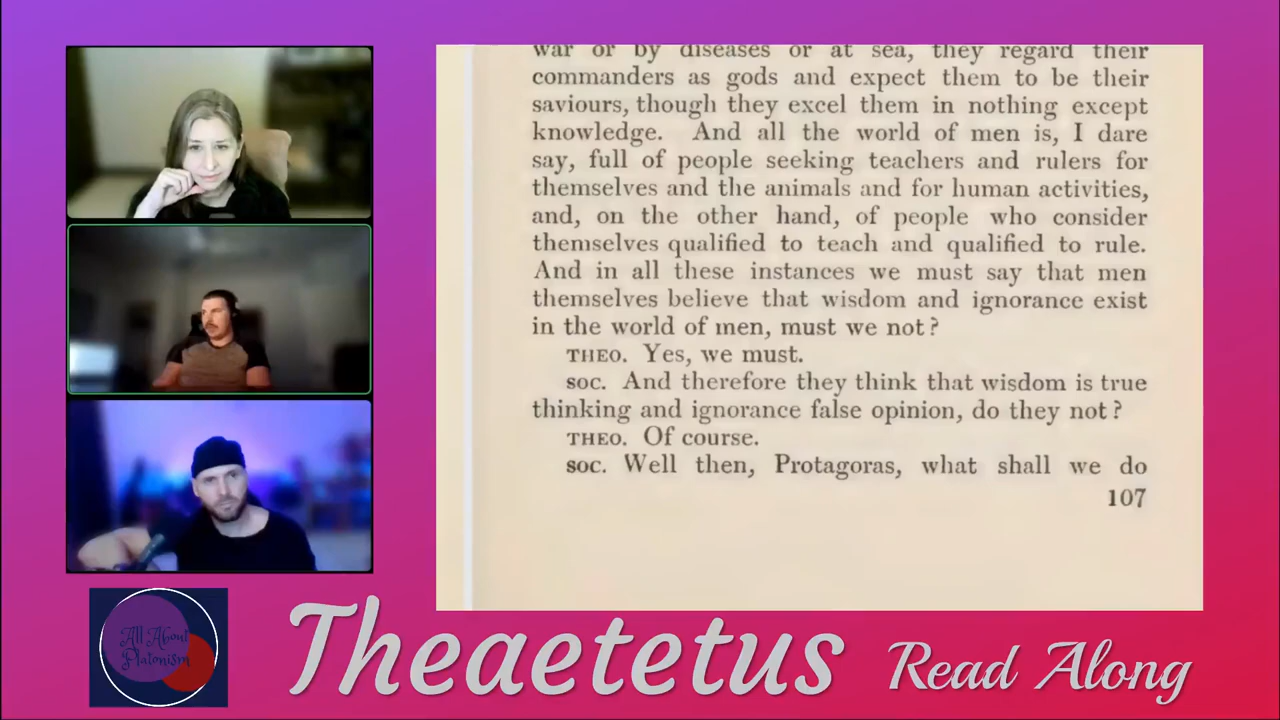 war or by diseases or at sea, they regard their
commanders as gods and expect them to be their
saviours, though they excel them in nothing except
knowledge. And all the world of men is, I dare
say, full of people seeking teachers and rulers for
themselves and the animals and for human activities,
and, on the other hand, of people who consider
themselves qualified to teach and qualified to rule.
And in all these instances we must say that men
themselves believe that wisdom and ignorance exist
in the world of men, must we not?
THEO. Yes, we must.
SOC. And therefore they think that wisdom is true
thinking and ignorance false opinion, do they not?
THEO. Of course.
SOC. Well then, Protagoras, what shall we do
107
All About
Platonism
Theaetetus Read Along